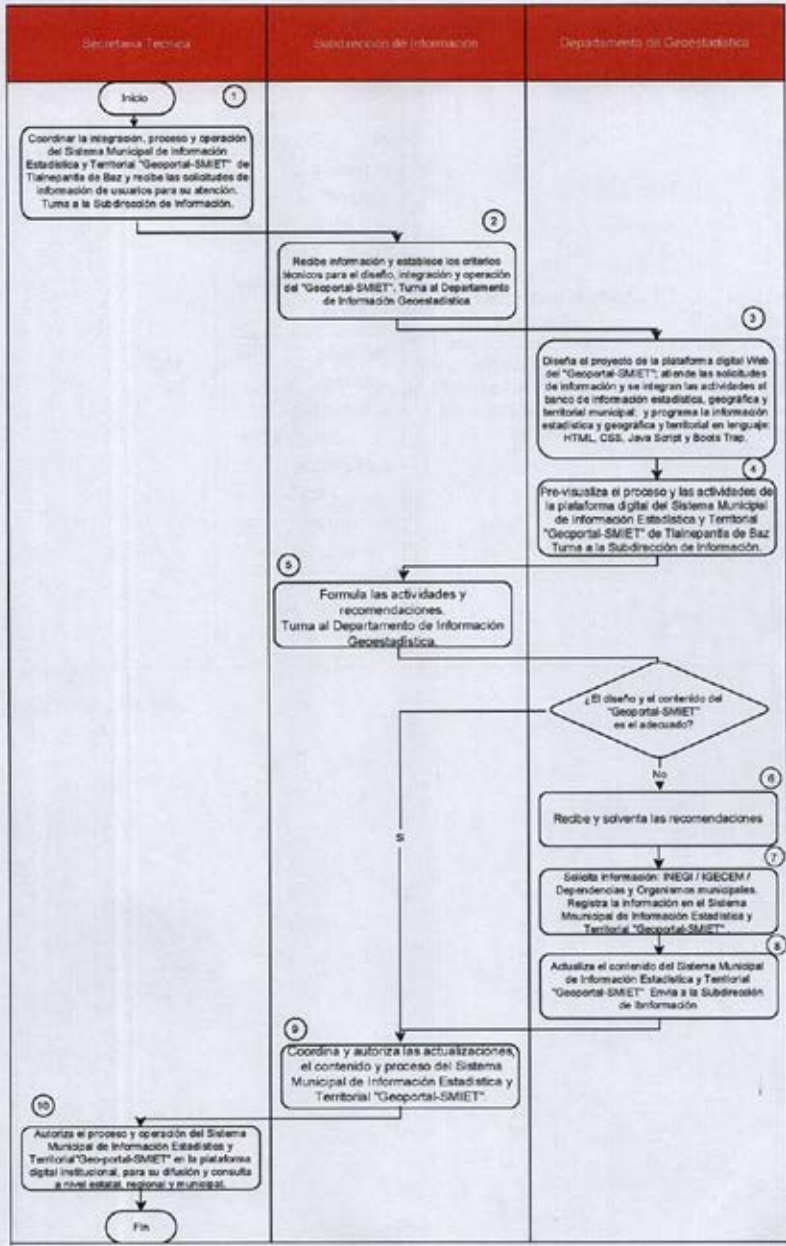 Secretaría Técnica
Subdirección de Información
Departamento de Geoestadística
Inicio
1
Coordinar la integración, proceso y operación
del Sistema Municipal de Información
Estadística y Territorial "Geoportal-SMIET" de
Tlalnepantla de Baz y recibe las solicitudes de
información de usuarios para su atención.
Turna a la Subdirección de Información.
2
Recibe información y establece los criterios
técnicos para el diseño, integración y operación
del "Geoportal-SMIET". Turna al Departamento
de Información Geoestadística
3
Diseña el proyecto de la plataforma digital Web
del "Geoportal-SMIET"; atiende las solicitudes
de información y se integran las actividades al
banco de información estadística, geográfica y
territorial municipal; y programa la información
estadística y geográfica y territorial en lenguaje:
HTML, CSS, Java Script y Boots Trap.
4
Pre-visualiza el proceso y las actividades de
la plataforma digital del Sistema Municipal
de Información Estadística y Territorial
"Geoportal-SMIET" de Tlalnepantla de Baz
Turna a la Subdirección de Información.
5
Formula las actividades y
recomendaciones.
Turna al Departamento de Información
Geoestadística.
¿El diseño y el contenido del
"Geoportal-SMIET"
es el adecuado?
No
6
Recibe y solventa las recomendaciones
S
7
Solicita información: INEGI / IGECEM /
Dependencias y Organismos municipales.
Registra la información en el Sistema
Mnunicipal de Información Estadística y
Territorial "Geoportal-SMIET".
8
Actualiza el contenido del Sistema Municipal
de Información Estadística y Territorial
"Geoportal-SMIET" Envía a la Subdirección
de Ibnformación
9
Coordina y autoriza las actualizaciones,
el contenido y proceso del Sistema
Municipal de Información Estadística y
Territorial "Geoportal-SMIET".
10
Autoriza el proceso y operación del Sistema
Municipal de Información Estadística y
Territorial"Geo-portal-SMIET" en la plataforma
digital institucional, para su difusión y consulta
a nivel estatal, regional y municipal.
Fin